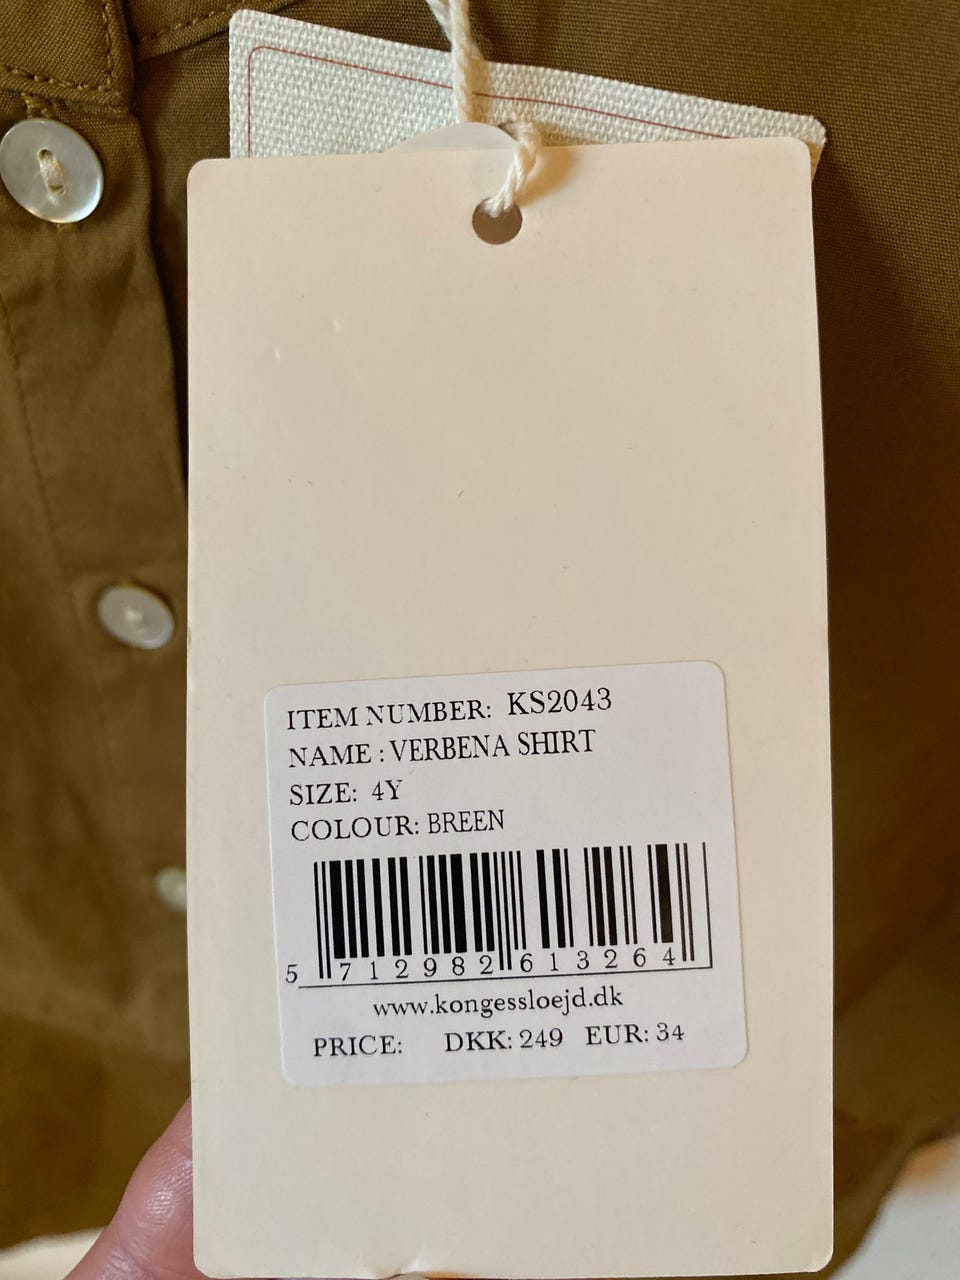 ITEM NUMBER: KS2043
NAME : VERBENA SHIRT
SIZE: 4Y
COLOUR: BREEN
5 712982 613264
www.kongessloejd.dk
PRICE: DKK: 249 EUR: 34